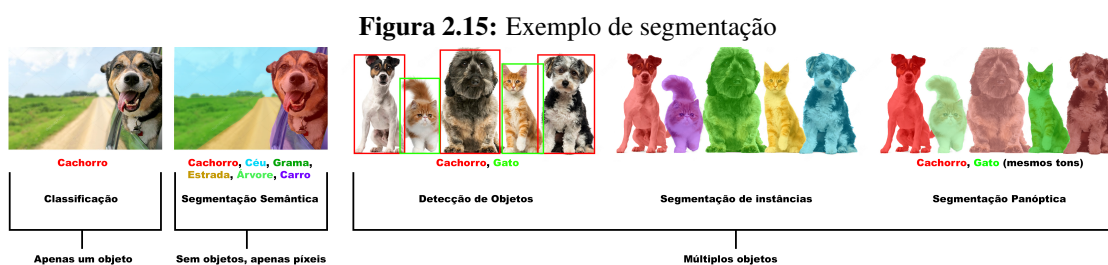 Figura 2.15: Exemplo de segmentação
Cachorro
Cachorro, Céu, Grama,
Estrada, Árvore, Carro
Cachorro, Gato
Cachorro, Gato (mesmos tons)
Classificação
Segmentação Semântica
Detecção de Objetos
Segmentação de instâncias
Segmentação Panóptica
Apenas um objeto
Sem objetos, apenas píxeis
Múltiplos objetos